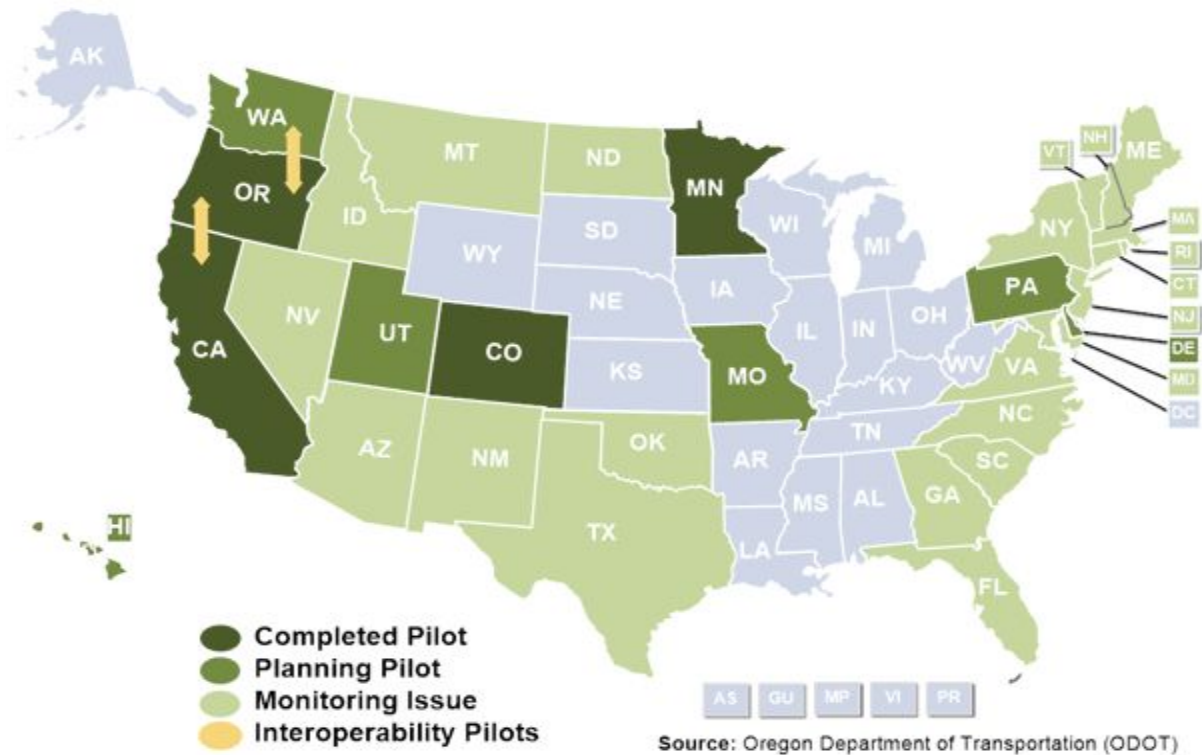 AK
WA
MT
ND
MN
VT
NH
ME
OR
ID
SD
WI
MI
NY
MA
RI
CT
WY
NE
IA
PA
NJ
NV
UT
CO
IL
IN
OH
DE
CA
KS
MO
WV
VA
MD
KY
DC
AZ
NM
OK
AR
TN
NC
SC
MS
AL
GA
TX
LA
FL
HI
Completed Pilot
Planning Pilot
Monitoring Issue
Interoperability Pilots
AS GU MP VI PR
Source: Oregon Department of Transportation (ODOT)